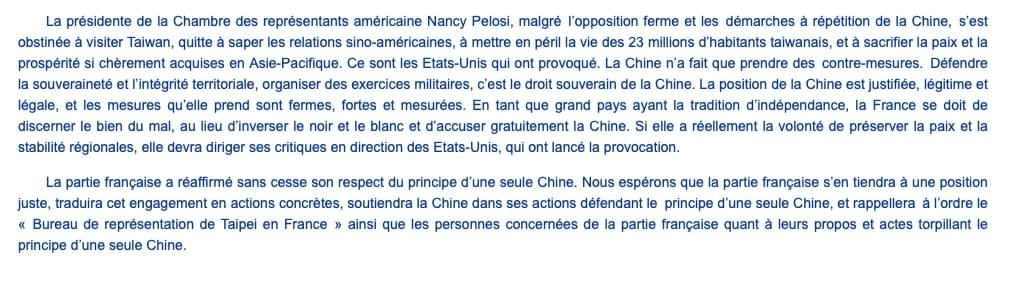 La présidente de la Chambre des représentants américaine Nancy Pelosi, malgré l’opposition ferme et les démarches à répétition de la Chine, s’est
obstinée à visiter Taiwan, quitte à saper les relations sino-américaines, à mettre en péril la vie des 23 millions d’habitants taiwanais, et à sacrifier la paix et la
prospérité si chèrement acquises en Asie-Pacifique. Ce sont les Etats-Unis qui ont provoqué. La Chine n’a fait que prendre des contre-mesures. Défendre
la souveraineté et l’intégrité territoriale, organiser des exercices militaires, c’est le droit souverain de la Chine. La position de la Chine est justifiée, légitime et
légale, et les mesures qu’elle prend sont fermes, fortes et mesurées. En tant que grand pays ayant la tradition d’indépendance, la France se doit de
discerner le bien du mal, au lieu d’inverser le noir et le blanc et d’accuser gratuitement la Chine. Si elle a réellement la volonté de préserver la paix et la
stabilité régionales, elle devra diriger ses critiques en direction des Etats-Unis, qui ont lancé la provocation.
La partie française a réaffirmé sans cesse son respect du principe d’une seule Chine. Nous espérons que la partie française s’en tiendra à une position
juste, traduira cet engagement en actions concrètes, soutiendra la Chine dans ses actions défendant le principe d’une seule Chine, et rappellera à l’ordre le
« Bureau de représentation de Taipei en France » ainsi que les personnes concernées de la partie française quant à leurs propos et actes torpillant le
principe d’une seule Chine.